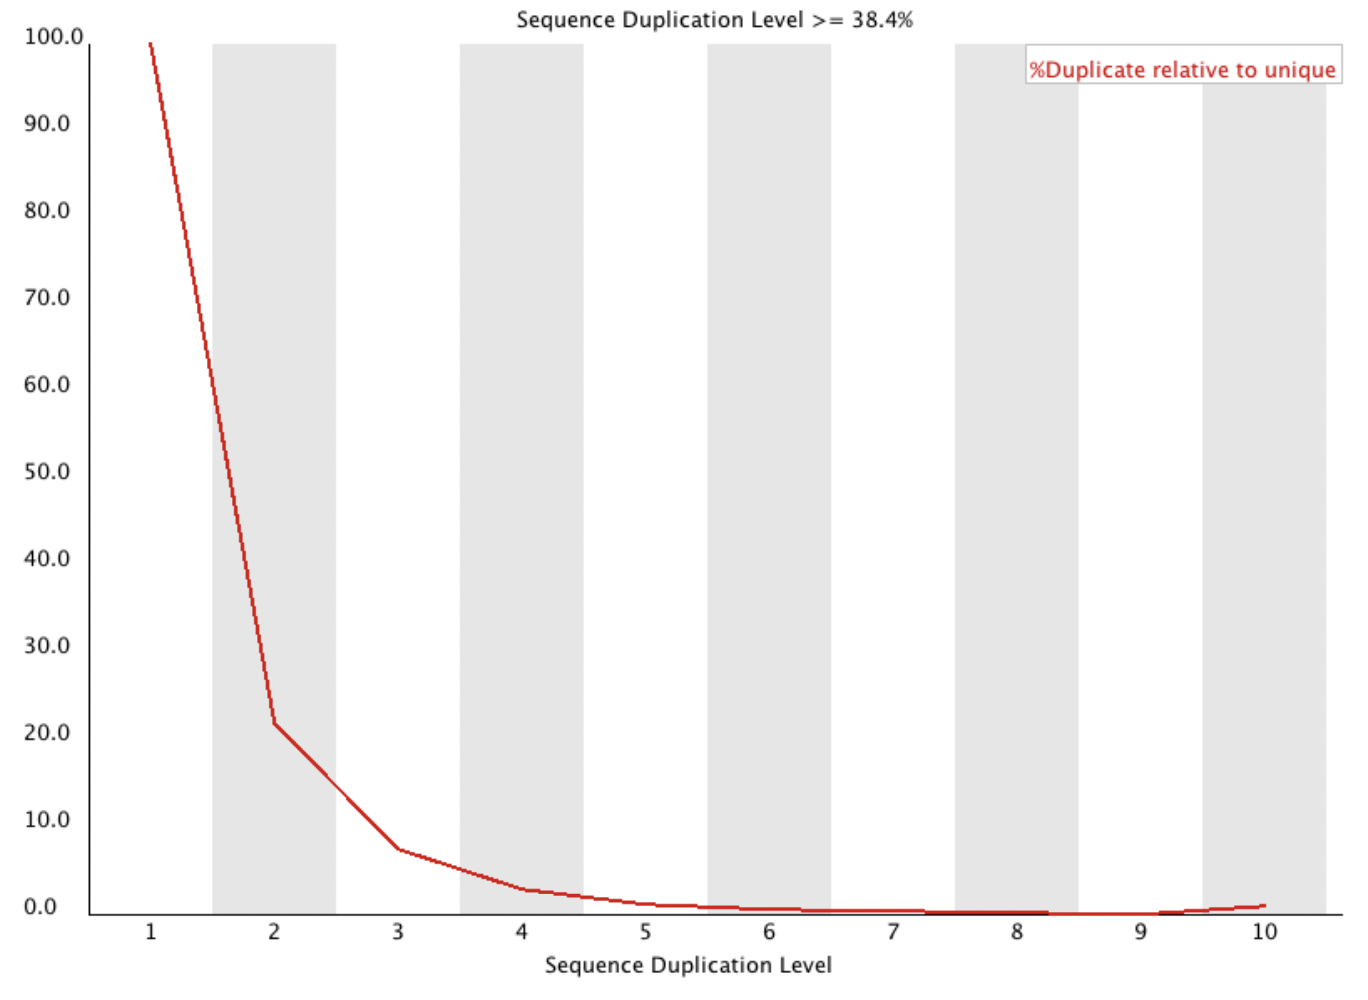 Sequence Duplication Level >= 38.4%
%Duplicate relative to unique
100.0
90.0
80.0
70.0
60.0
50.0
40.0
30.0
20.0
10.0
0.0
1 2 3 4 5 6 7 8 9 10
Sequence Duplication Level